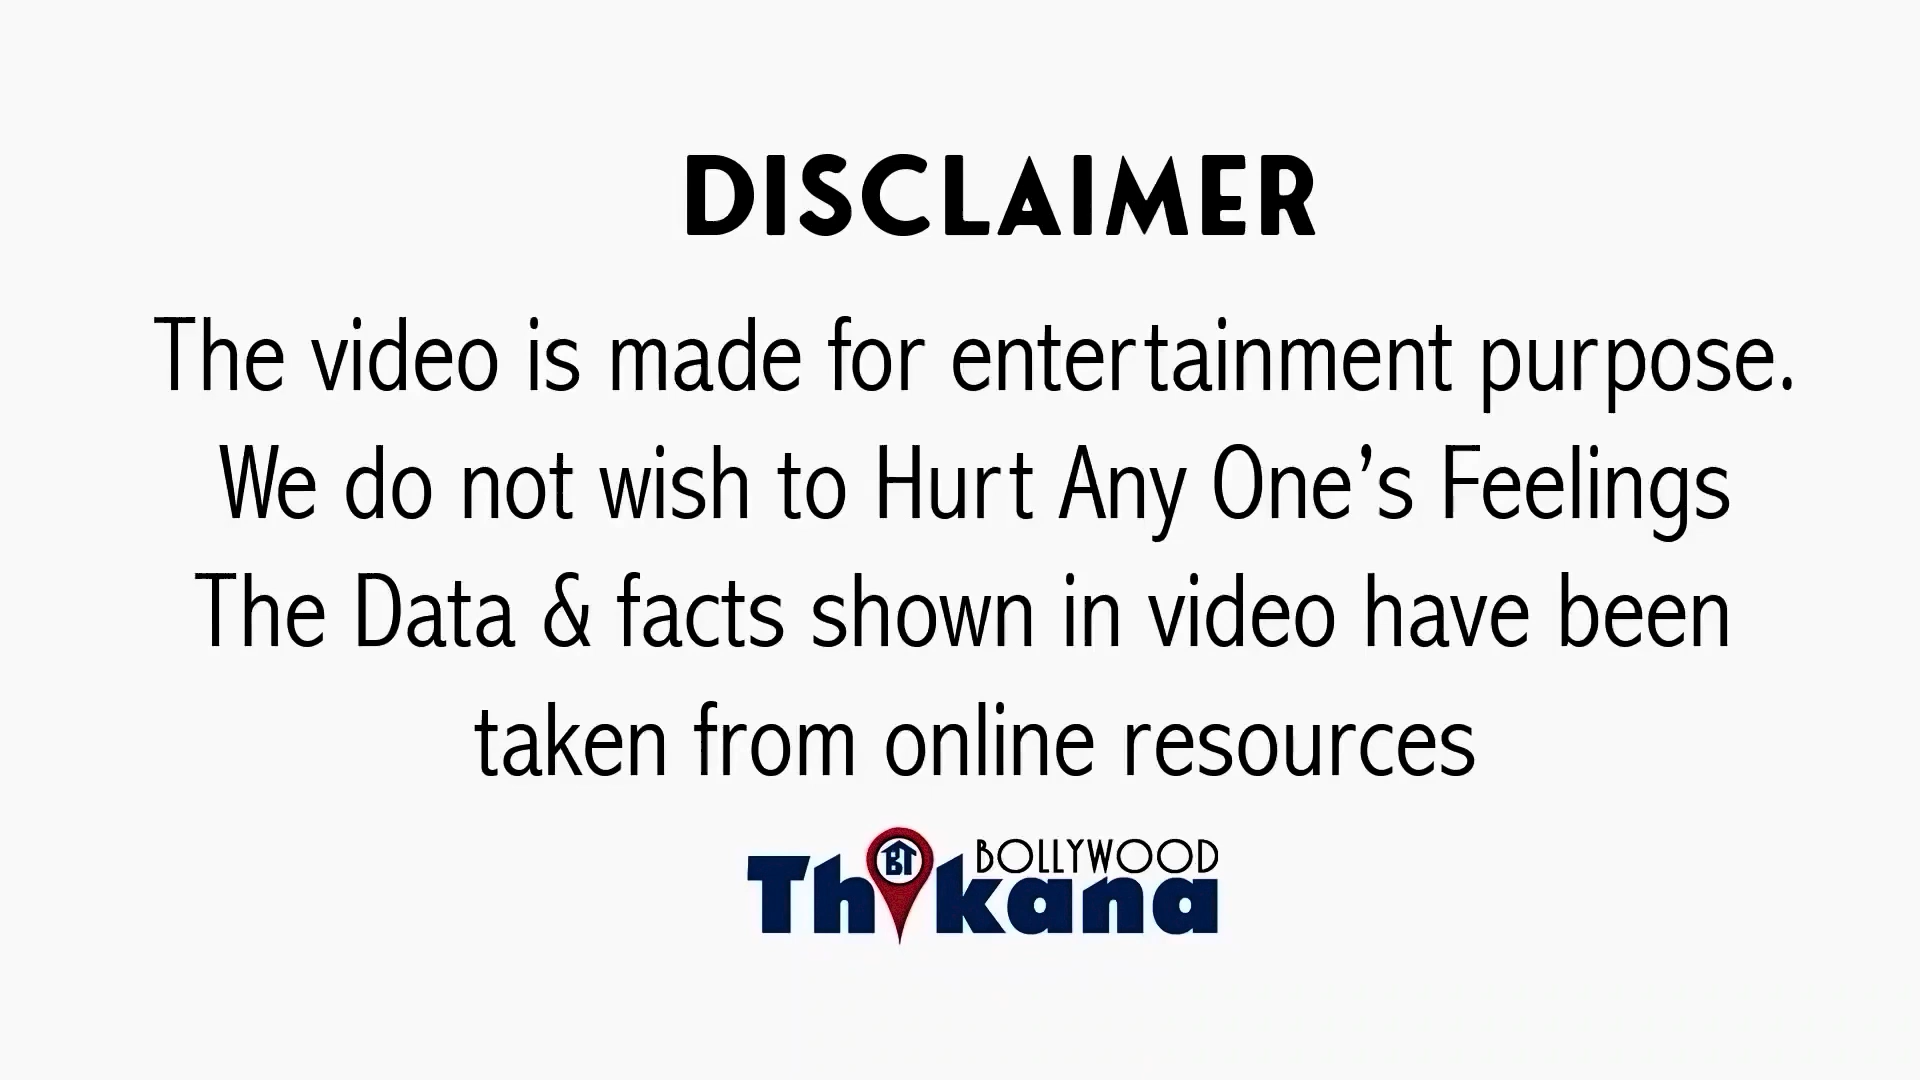 DISCLAIMER
The video is made for entertainment purpose.
We do not wish to Hurt Any One’s Feelings
The Data & facts shown in video have been
taken from online resources
BOLLYWOOD
BT
Thikana